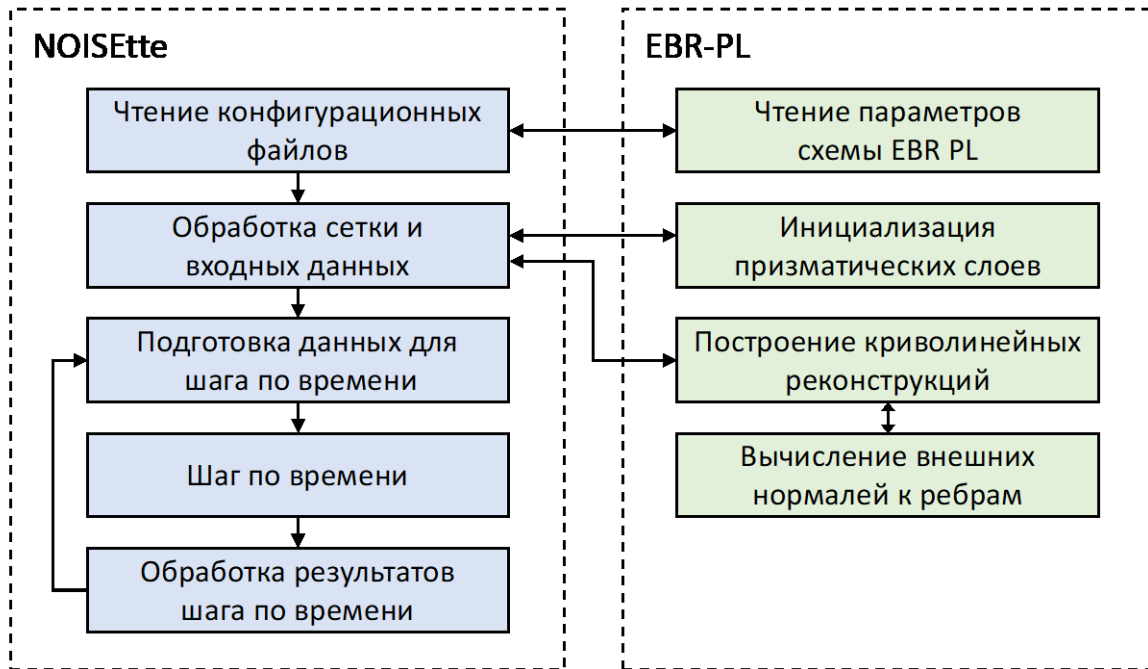 NOISEtte
Чтение конфигурационных
файлов
Обработка сетки и
входных данных
Подготовка данных для
шага по времени
Шаг по времени
Обработка результатов
шага по времени
EBR-PL
Чтение параметров
схемы EBR PL
Инициализация
призматических слоев
Построение криволинейных
реконструкций
Вычисление внешних
нормалей к ребрам